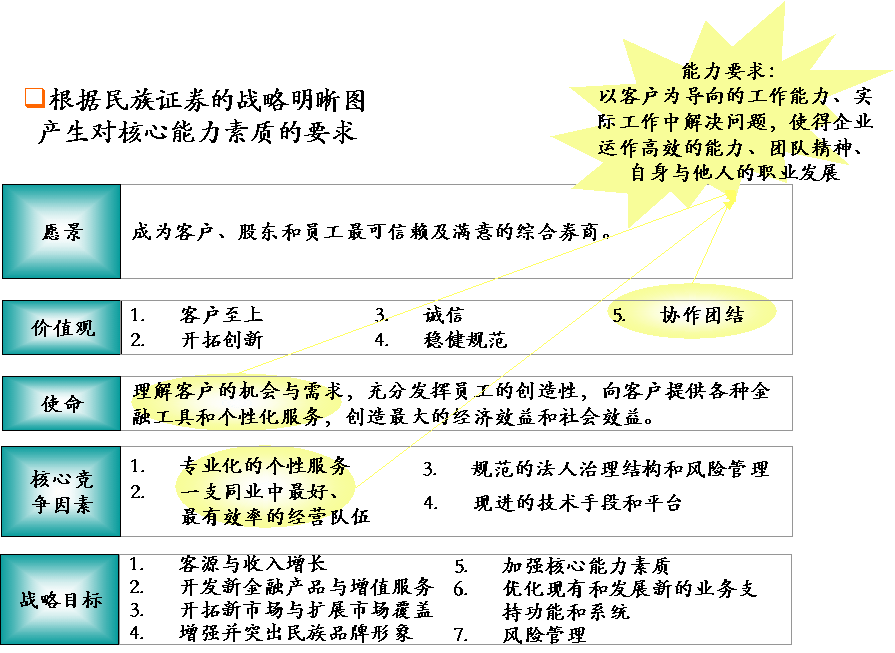 根据民族证券的战略明晰图
产生对核心能力素质的要求
能力要求：
以客户为导向的工作能力、实
际工作中解决问题，使得企业
运作高效的能力、团队精神、
自身与他人的职业发展
愿景
成为客户、股东和员工最可信赖及满意的综合券商。
价值观
1. 客户至上
2. 开拓创新
3. 诚信
4. 稳健规范
5. 协作团结
使命
理解客户的机会与需求，充分发挥员工的创造性，向客户提供各种金
融工具和个性化服务，创造最大的经济效益和社会效益。
核心竞
争因素
1. 专业化的个性服务
2. 一支同业中最好、
最有效率的经营队伍
3. 规范的法人治理结构和风险管理
4. 现进的技术手段和平台
战略目标
1. 客源与收入增长
2. 开发新金融产品与增值服务
3. 开拓新市场与扩展市场覆盖
4. 增强并突出民族品牌形象
5. 加强核心能力素质
6. 优化现有和发展新的业务支
持功能和系统
7. 风险管理